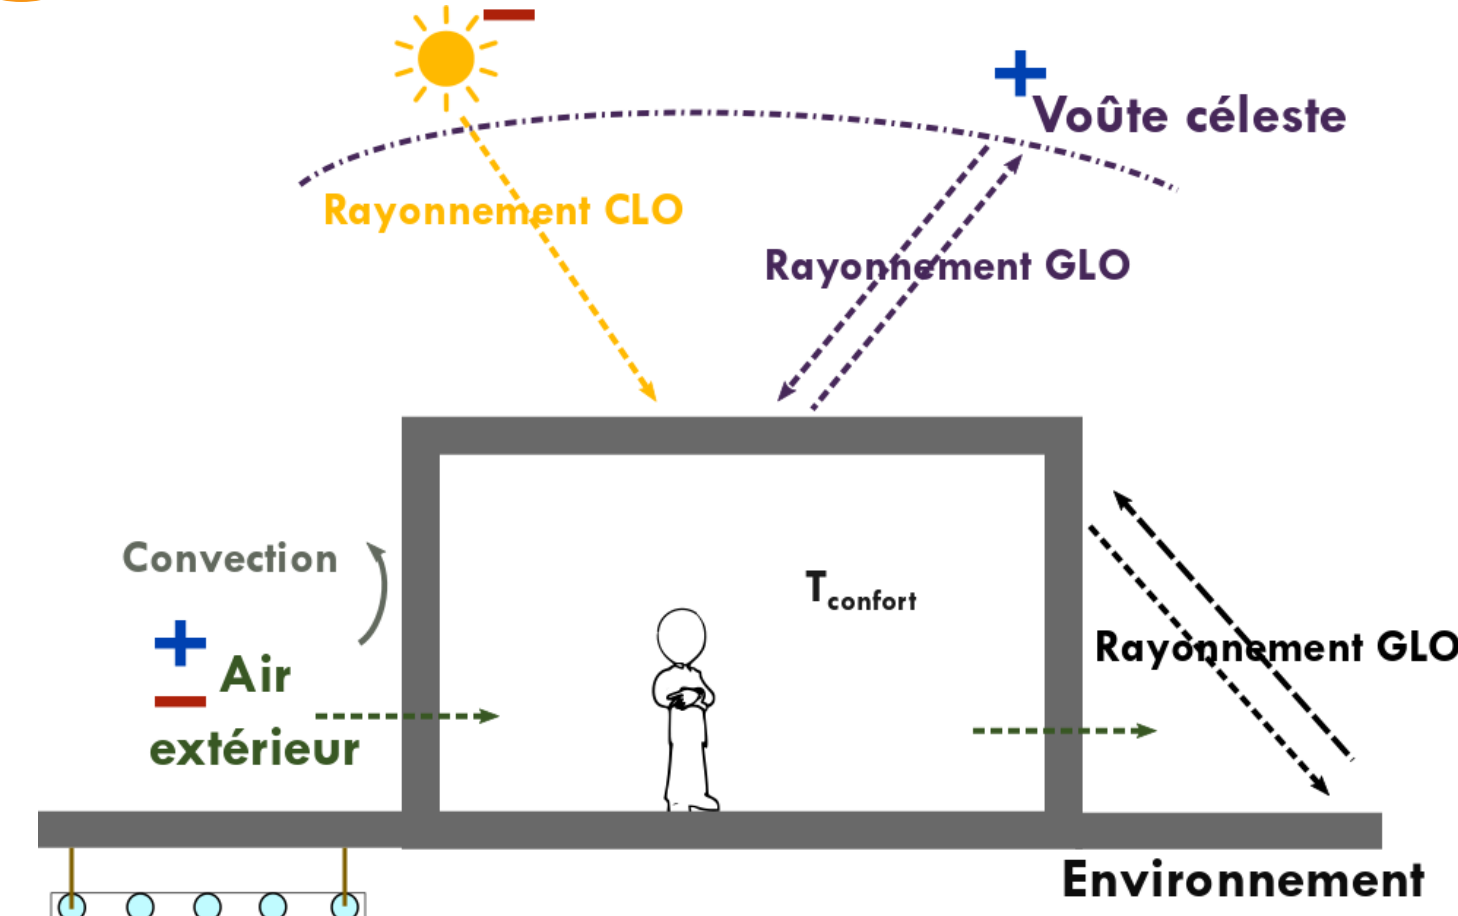 Voûte céleste
Rayonnement CLO
Rayonnement GLO
Convection
Tconfort
Air
extérieur
Rayonnement GLO
Environnement